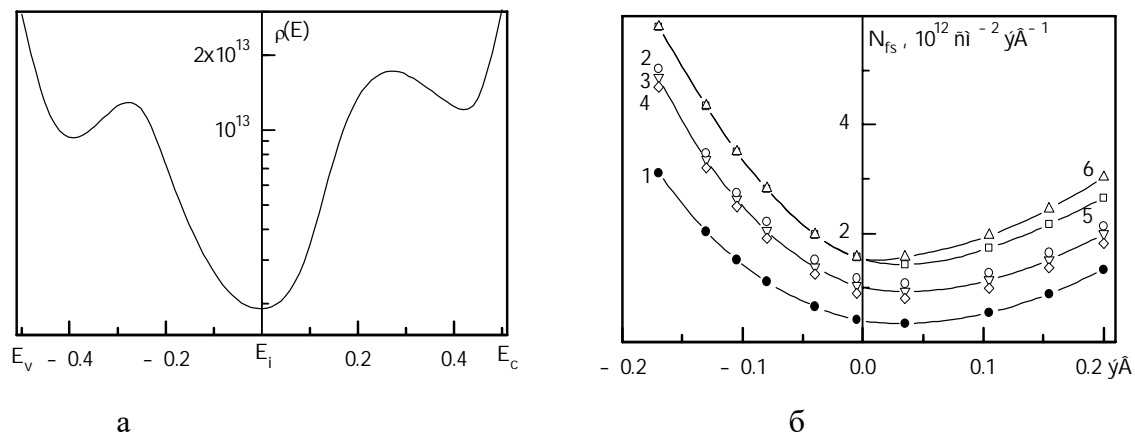 ρ(E)
2x10¹³
10¹³
E_v − 0.4 − 0.2 E_i 0.2 0.4 E_c
а
N_fs , 10¹² ñì ⁻² ýÂ⁻¹
2
3
4
1
4
2
6
5
− 0.2 − 0.1 0.0 0.1 0.2 ýÂ
б